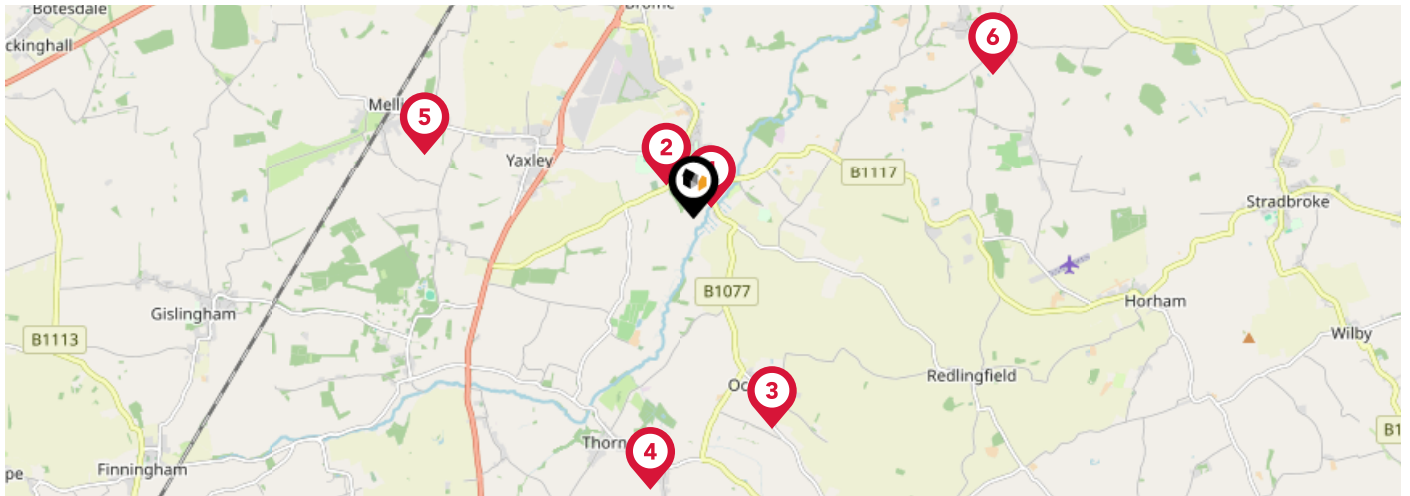 Botesdale
ckinghall
6
Melli
5
Yaxley
2
B1117
Stradbroke
B1077
Gislingham
Horham
B1113
Wilby
Oc
3
Redlingfield
Thorn
4
B1
Finningham
pe